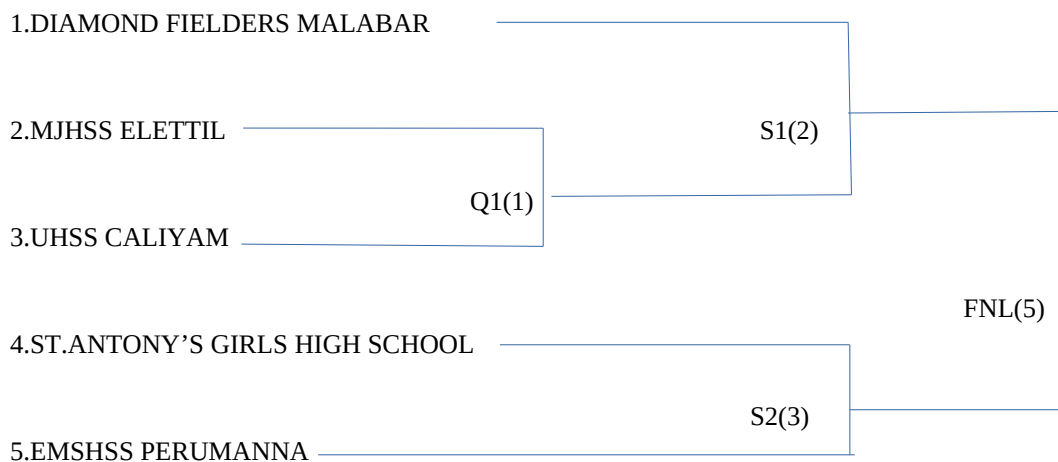 1.DIAMOND FIELDERS MALABAR
2.MJHSS ELETTIL
S1(2)
Q1(1)
3.UHSS CALIYAM
FNL(5)
4.ST.ANTONY’S GIRLS HIGH SCHOOL
S2(3)
5.EMSHSS PERUMANNA